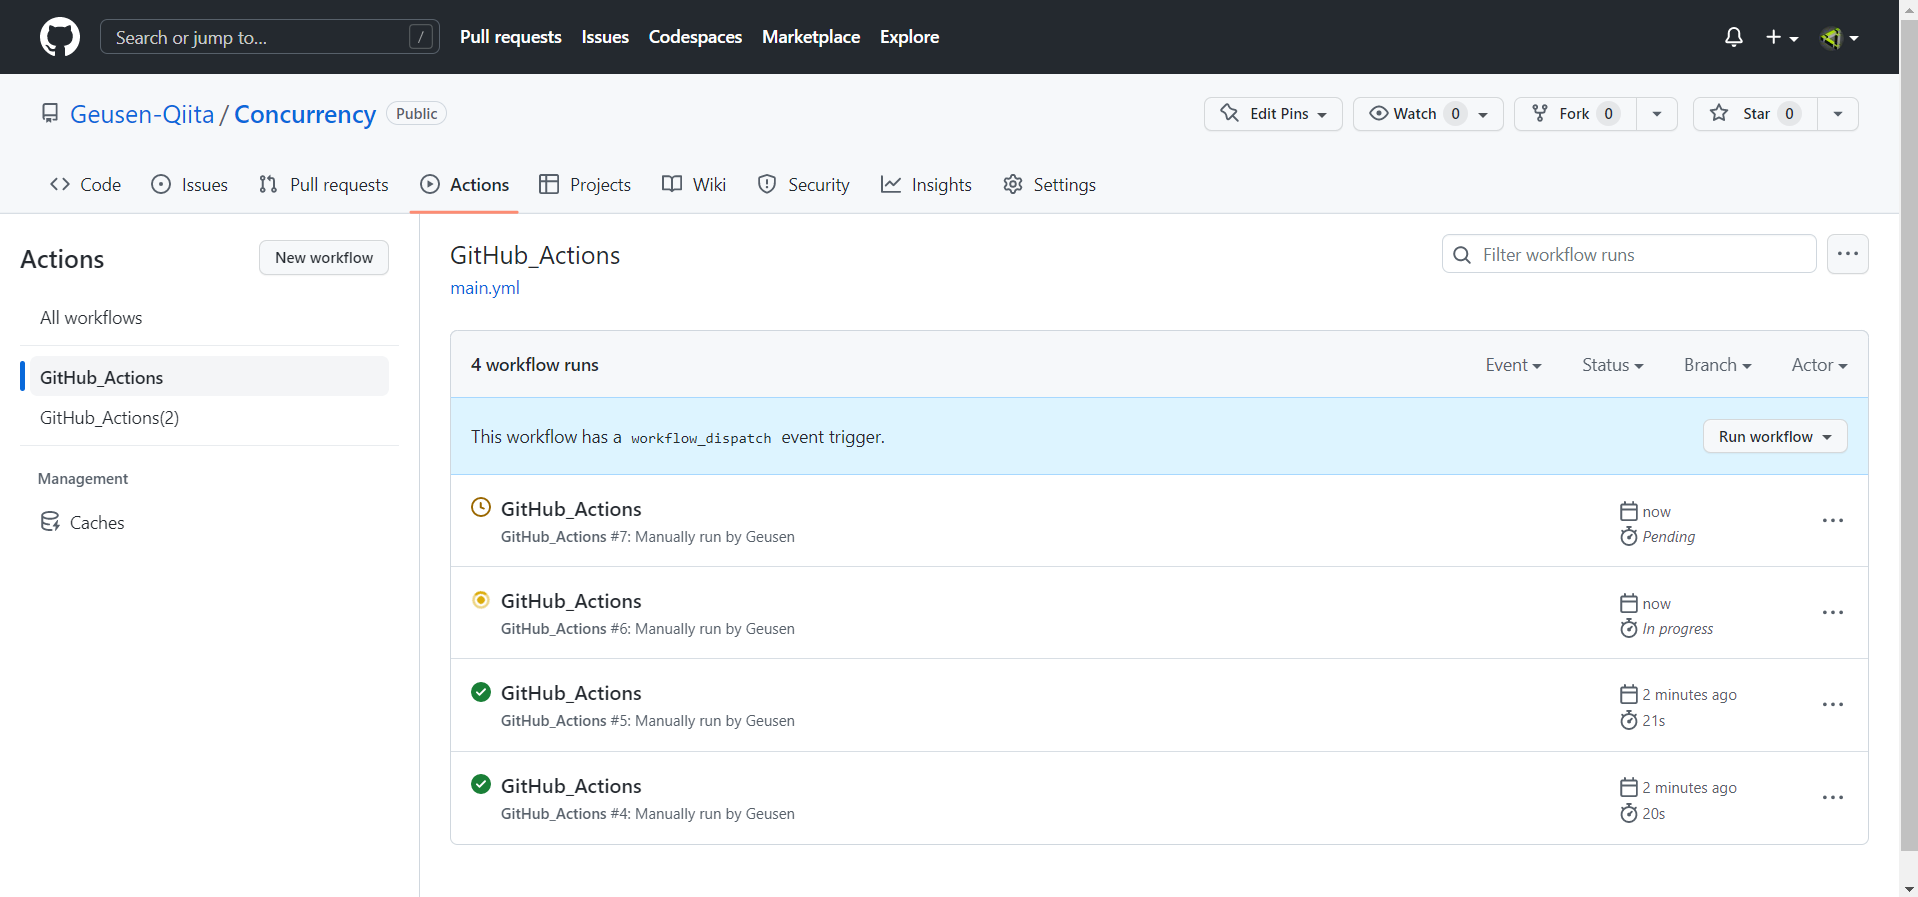 Search or jump to... /
Pull requests Issues Codespaces Marketplace Explore
Geusen-Qiita / Concurrency Public
Edit Pins Watch 0 Fork 0 Star 0
Code Issues Pull requests Actions Projects Wiki Security Insights Settings
Actions
New workflow
All workflows
GitHub_Actions
GitHub_Actions(2)
Management
Caches
GitHub_Actions
main.yml
Filter workflow runs
4 workflow runs
Event Status Branch Actor
This workflow has a workflow_dispatch event trigger.
Run workflow
GitHub_Actions
GitHub_Actions #7: Manually run by Geusen
now
Pending
GitHub_Actions
GitHub_Actions #6: Manually run by Geusen
now
In progress
GitHub_Actions
GitHub_Actions #5: Manually run by Geusen
2 minutes ago
21s
GitHub_Actions
GitHub_Actions #4: Manually run by Geusen
2 minutes ago
20s